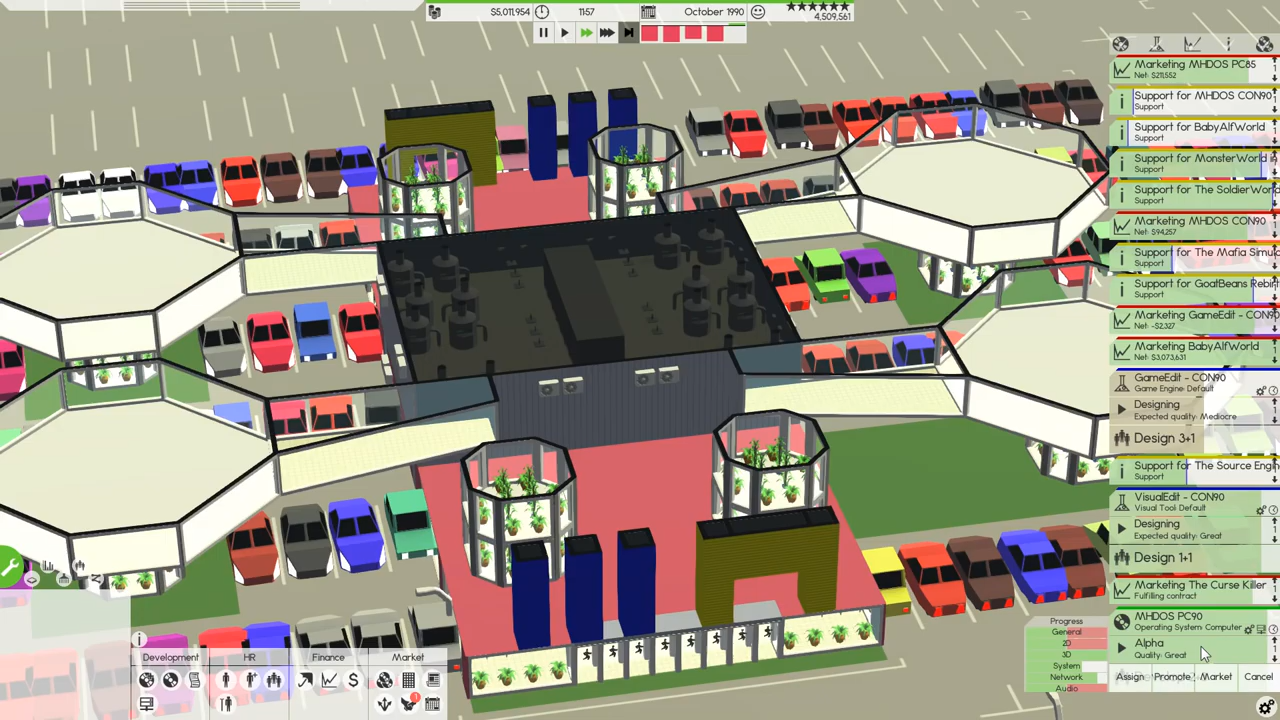 $5,011,954
1157
October 1990
4,509,561
Marketing MHDOS PC85
Net: $211,552
Support for MHDOS CON90
Support
Support for BabyAlfWorld
Support
Support for MonsterWorld
Support
Support for The SoldierWor
Support
Marketing MHDOS CON90
Net: $94,257
Support for The Mafia Simu
Support
Support for GoatBeans Rebir
Support
Marketing GameEdit - CON9
Net: -$2,327
Marketing BabyAlfWorld
Net: $3,073,631
GameEdit - CON90
Game Engine: Default
Designing
Expected quality: Mediocre
Design 3+1
Support for The Source Engi
Support
VisualEdit - CON90
Visual Tool: Default
Designing
Expected quality: Great
Design 1+1
Marketing The Curse Killer
Fulfilling contract
MHDOS PC90
Operating System: Computer
Alpha
Quality: Great
Assign Promote Market Cancel
Progress
General
2D
3D
System
Network
Audio
Development HR Finance Market